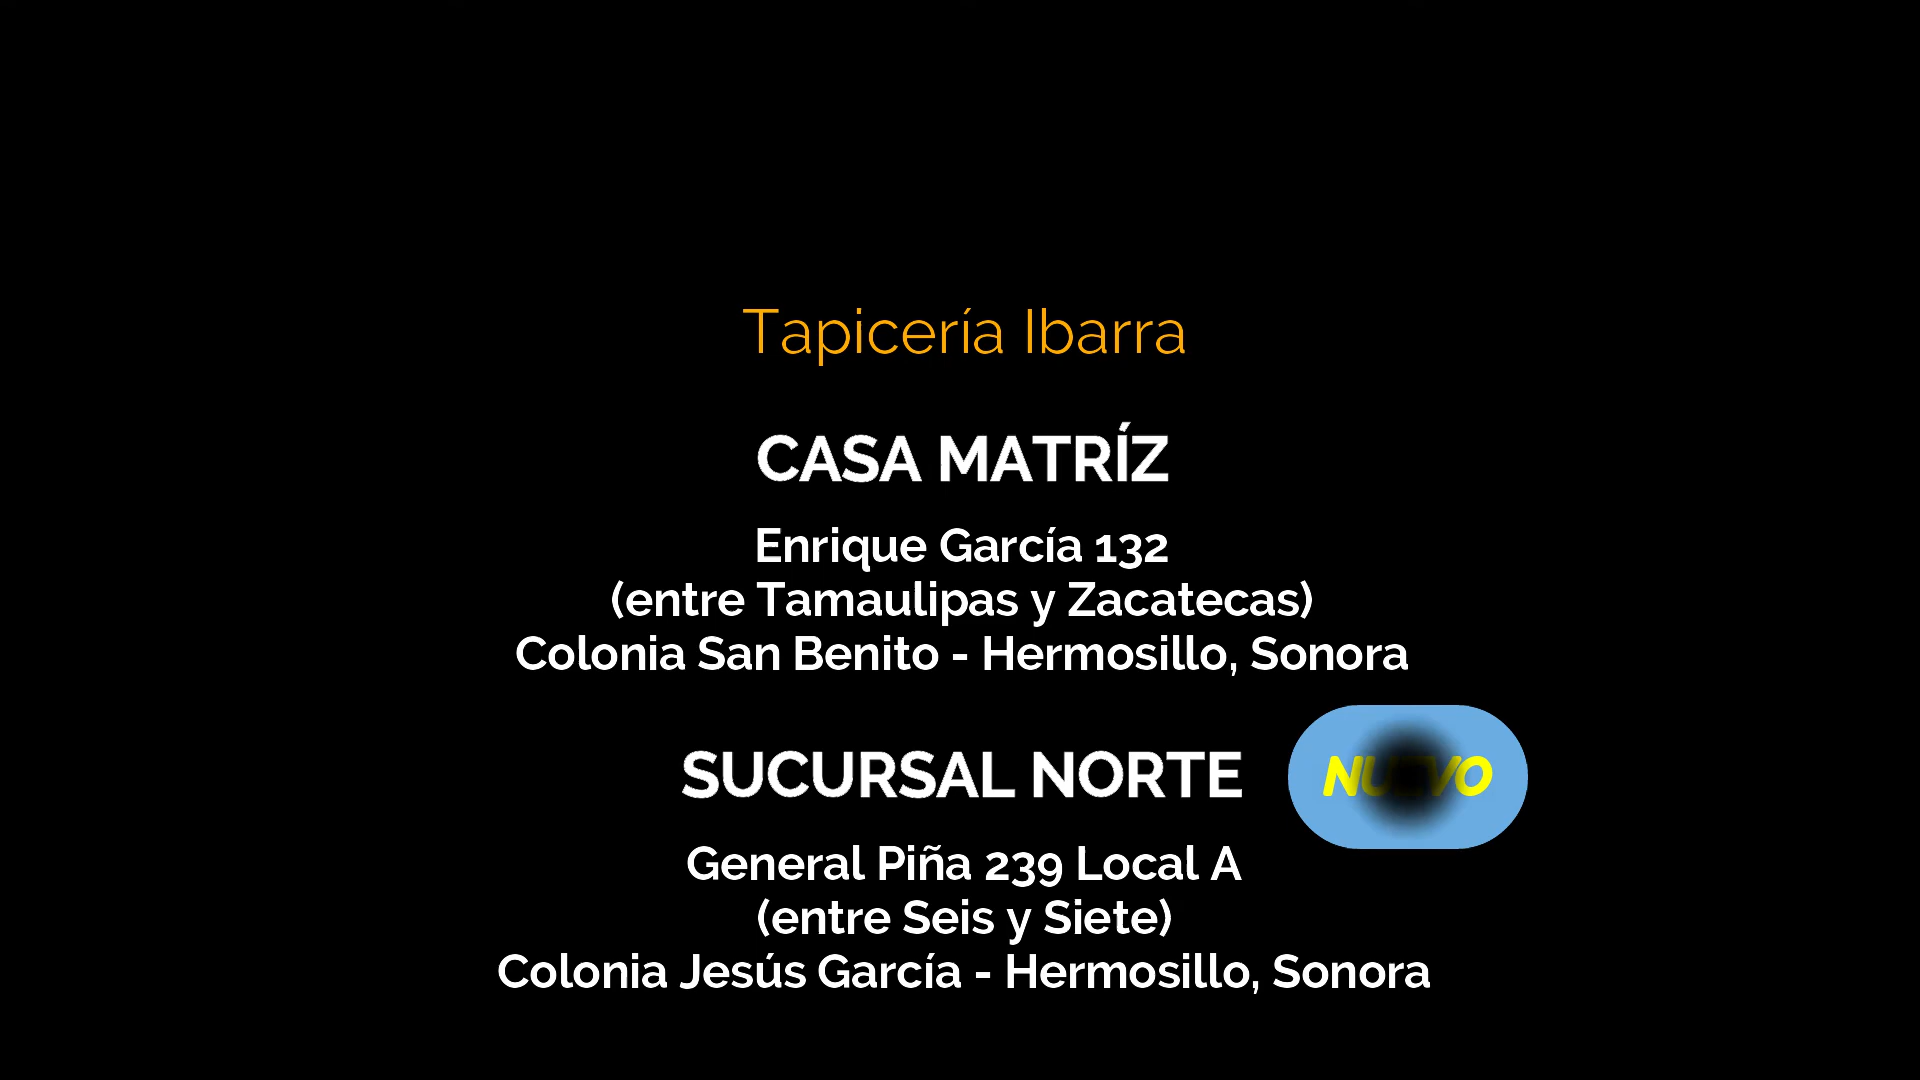 Tapicería Ibarra
CASA MATRÍZ
Enrique García 132
(entre Tamaulipas y Zacatecas)
Colonia San Benito - Hermosillo, Sonora
SUCURSAL NORTE
NUEVO
General Piña 239 Local A
(entre Seis y Siete)
Colonia Jesús García - Hermosillo, Sonora